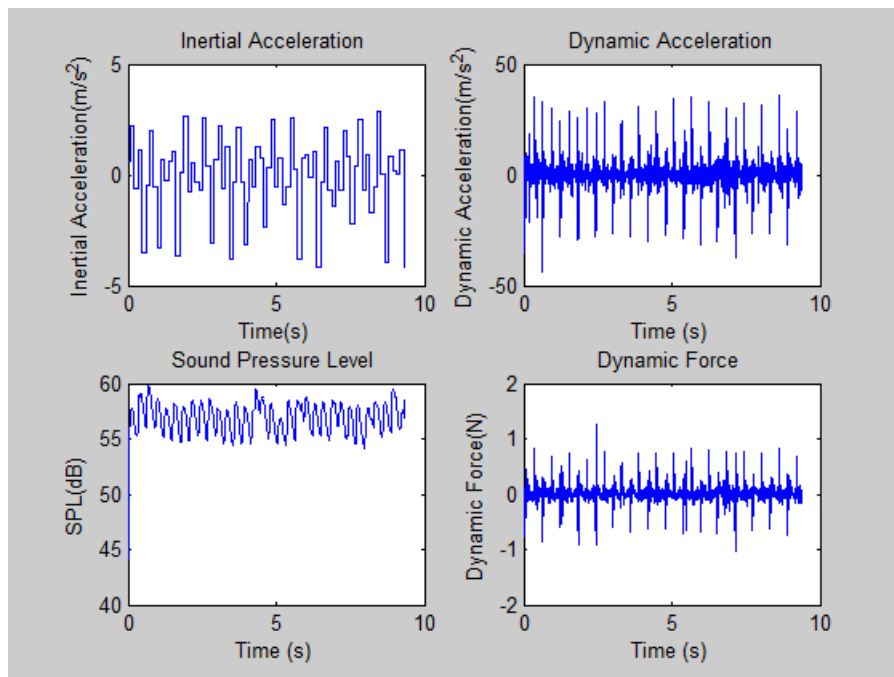 Inertial Acceleration
Inertial Acceleration(m/s²)
5
0
-5
0
5
10
Time(s)
Dynamic Acceleration
Dynamic Acceleration(m/s²)
50
0
-50
0
5
10
Time (s)
Sound Pressure Level
SPL(dB)
60
55
50
45
40
0
5
10
Time (s)
Dynamic Force
Dynamic Force(N)
2
1
0
-1
-2
0
5
10
Time (s)